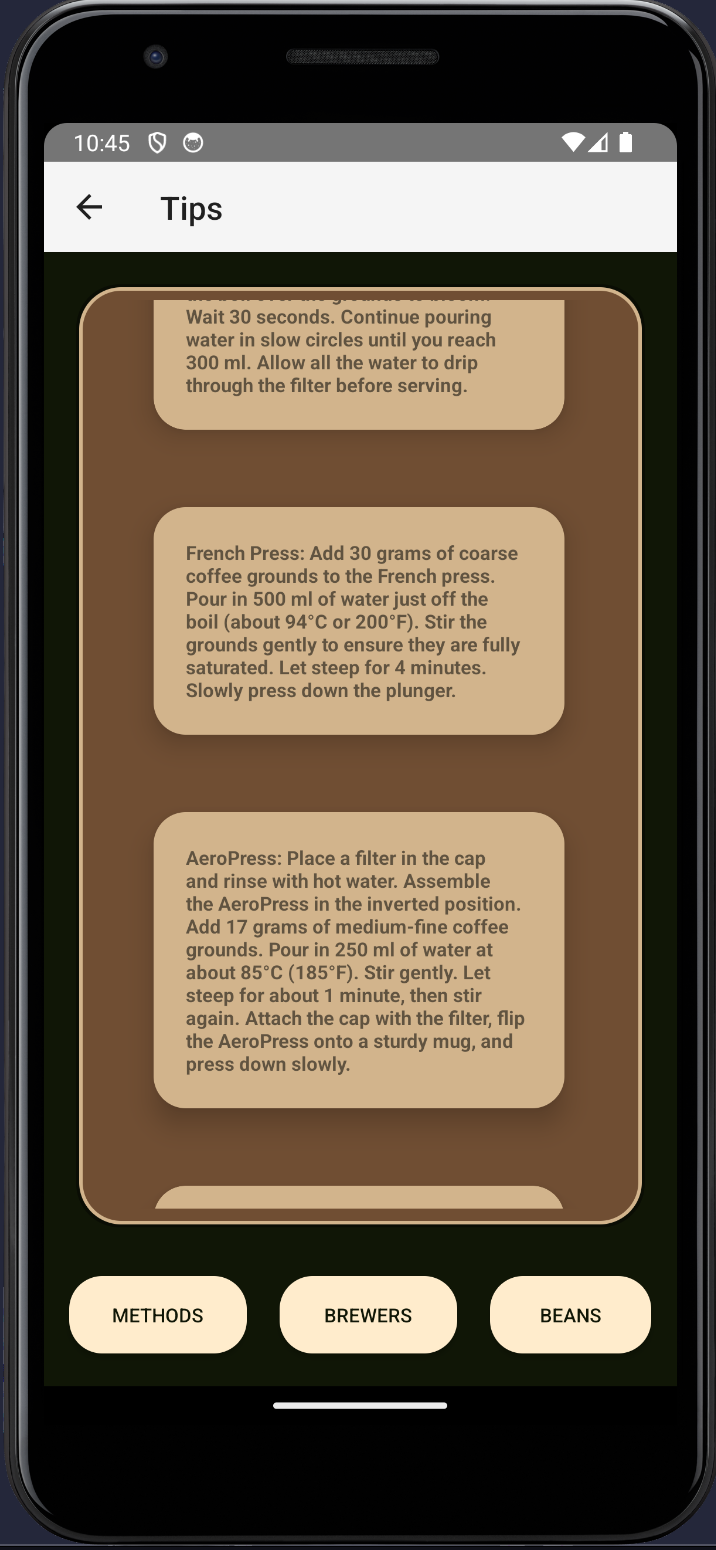 10:45
Tips
Wait 30 seconds. Continue pouring
water in slow circles until you reach
300 ml. Allow all the water to drip
through the filter before serving.
French Press: Add 30 grams of coarse
coffee grounds to the French press.
Pour in 500 ml of water just off the
boil (about 94°C or 200°F). Stir the
grounds gently to ensure they are fully
saturated. Let steep for 4 minutes.
Slowly press down the plunger.
AeroPress: Place a filter in the cap
and rinse with hot water. Assemble
the AeroPress in the inverted position.
Add 17 grams of medium-fine coffee
grounds. Pour in 250 ml of water at
about 85°C (185°F). Stir gently. Let
steep for about 1 minute, then stir
again. Attach the cap with the filter, flip
the AeroPress onto a sturdy mug, and
press down slowly.
METHODS
BREWERS
BEANS